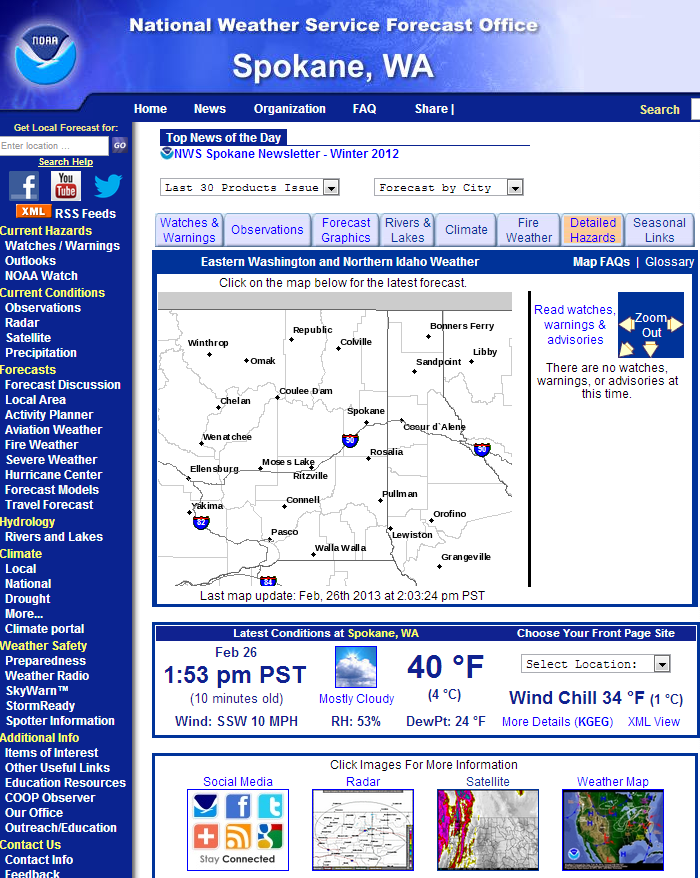 NOAA
National Weather Service Forecast Office
Spokane, WA
Home News Organization FAQ Share | Search
Get Local Forecast for:
Enter location ... GO
Search Help
You Tube
XML RSS Feeds
Current Hazards
Watches / Warnings
Outlooks
NOAA Watch
Current Conditions
Observations
Radar
Satellite
Precipitation
Forecasts
Forecast Discussion
Local Area
Activity Planner
Aviation Weather
Fire Weather
Severe Weather
Hurricane Center
Forecast Models
Travel Forecast
Hydrology
Rivers and Lakes
Climate
Local
National
Drought
More...
Climate portal
Weather Safety
Preparedness
Weather Radio
SkyWarn™
StormReady
Spotter Information
Additional Info
Items of Interest
Other Useful Links
Education Resources
COOP Observer
Our Office
Outreach/Education
Contact Us
Contact Info
Feedback
Top News of the Day
NWS Spokane Newsletter - Winter 2012
Last 30 Products Issue Forecast by City
Watches & Warnings
Observations
Forecast Graphics
Rivers & Lakes
Climate
Fire Weather
Detailed Hazards
Seasonal Links
Eastern Washington and Northern Idaho Weather Map FAQs | Glossary
Click on the map below for the latest forecast.
Bonners Ferry
Republic
Winthrop
Colville
Libby
Omak
Sandpoint
Coulee Dam
Chelan
Spokane
Coeur d`Alene
Wenatchee
90
90
Rosalia
Moses Lake
Ellensburg
Ritzville
Pullman
Connell
Yakima
Orofino
82
Pasco
Lewiston
Walla Walla
Grangeville
84
Last map update: Feb, 26th 2013 at 2:03:24 pm PST
Read watches,
warnings &
advisories
Zoom
Out
There are no watches,
warnings, or advisories at
this time.
Latest Conditions at Spokane, WA Choose Your Front Page Site
Feb 26
1:53 pm PST
(10 minutes old)
Wind: SSW 10 MPH
Mostly Cloudy
RH: 53%
40 °F
(4 °C)
DewPt: 24 °F
Select Location:
Wind Chill 34 °F (1 °C)
More Details (KGEG) XML View
Click Images For More Information
Social Media Radar Satellite Weather Map
Stay Connected